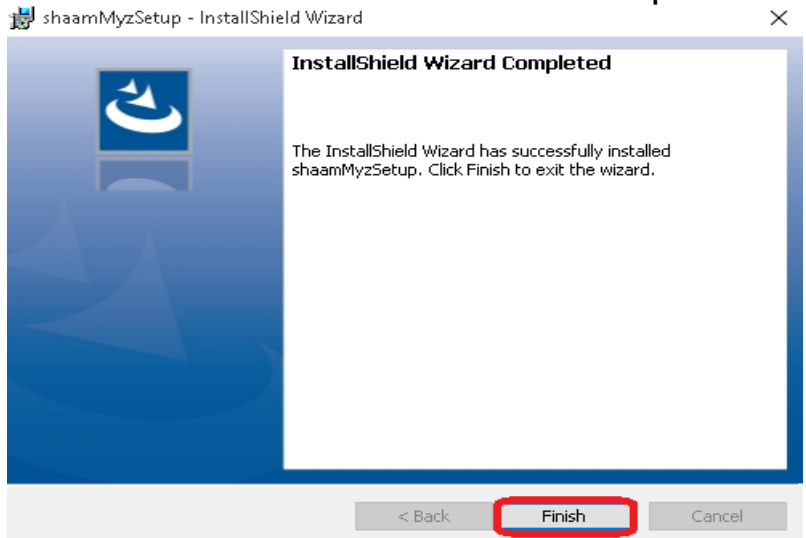 shaamMyzSetup - InstallShield Wizard
InstallShield Wizard Completed
The InstallShield Wizard has successfully installed
shaamMyzSetup. Click Finish to exit the wizard.
< Back
Finish
Cancel